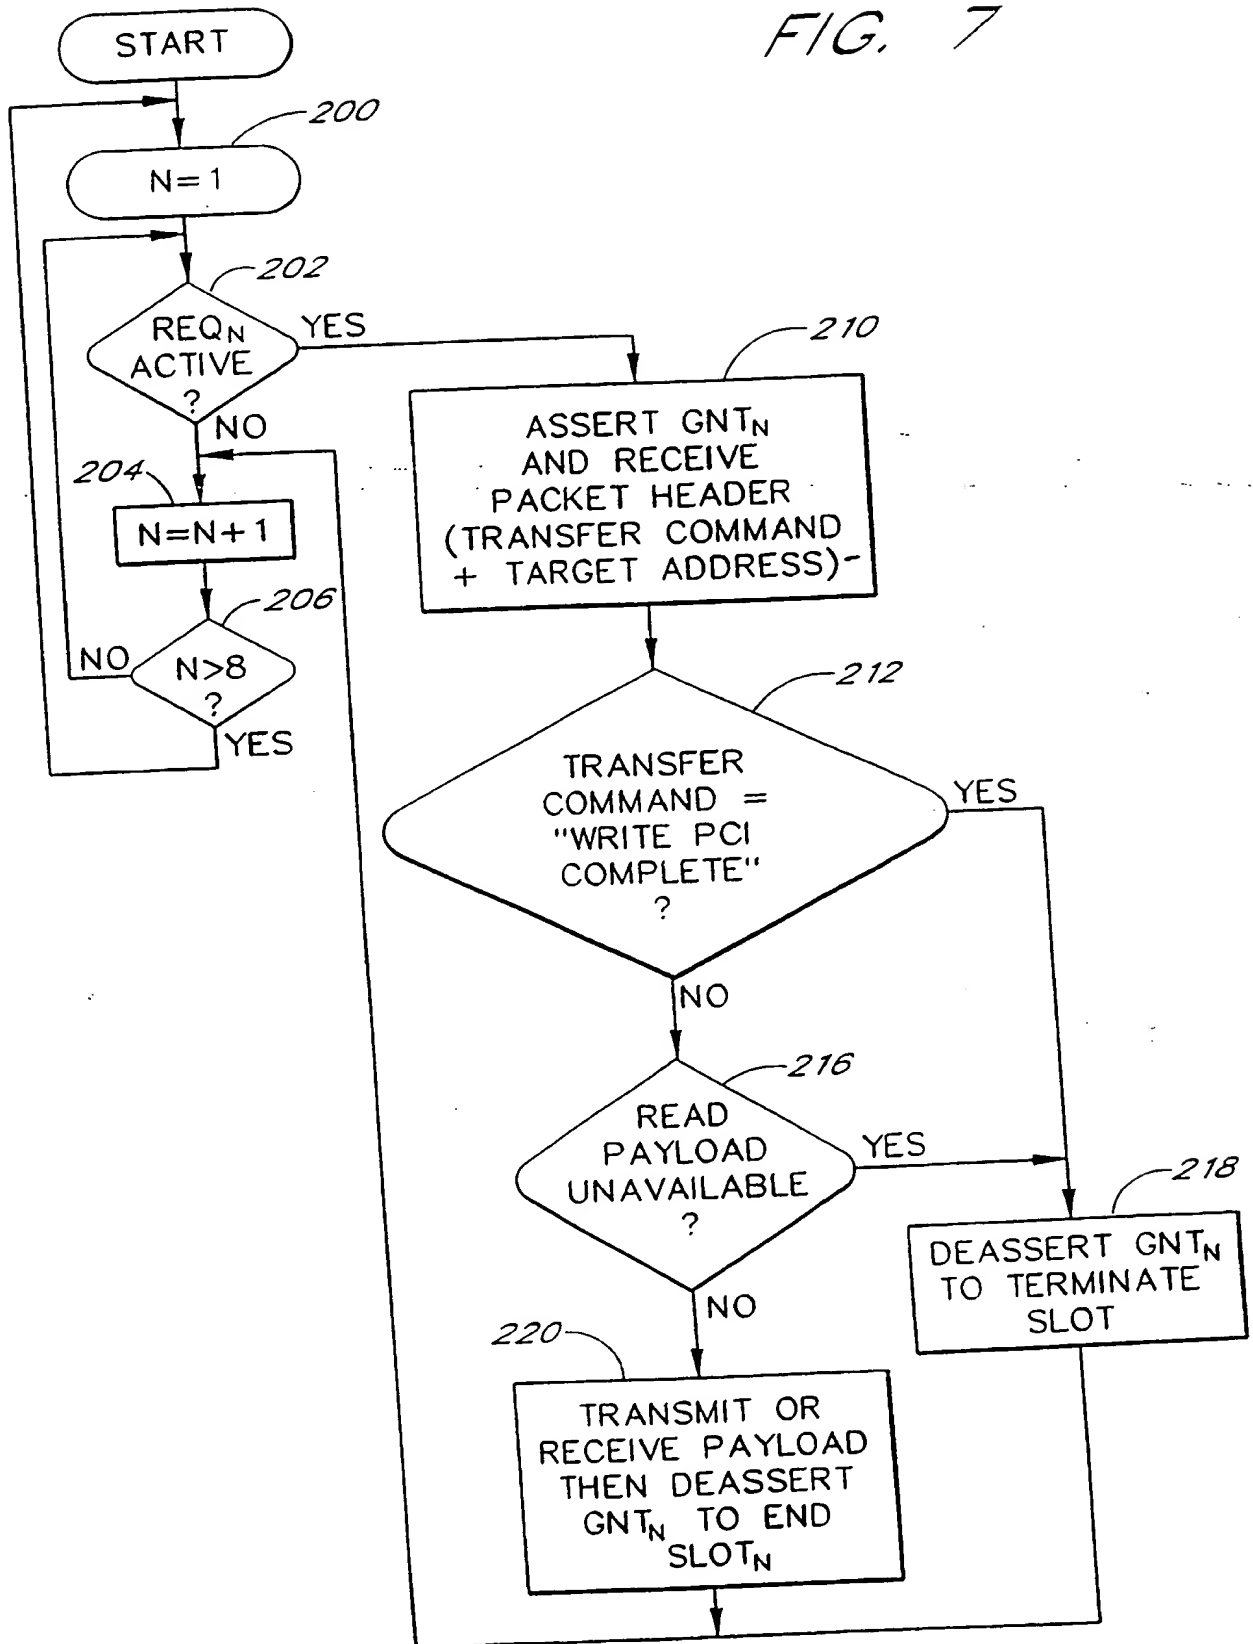 FIG. 7
START
200
N=1
202
REQN
ACTIVE
?
YES
NO
204
N=N+1
206
N>8
?
NO
YES
210
ASSERT GNTN
AND RECEIVE
PACKET HEADER
(TRANSFER COMMAND
+ TARGET ADDRESS)-
212
TRANSFER
COMMAND =
"WRITE PCI
COMPLETE"
?
YES
NO
216
READ
PAYLOAD
UNAVAILABLE
?
YES
NO
218
DEASSERT GNTN
TO TERMINATE
SLOT
220
TRANSMIT OR
RECEIVE PAYLOAD
THEN DEASSERT
GNTN TO END
SLOTN